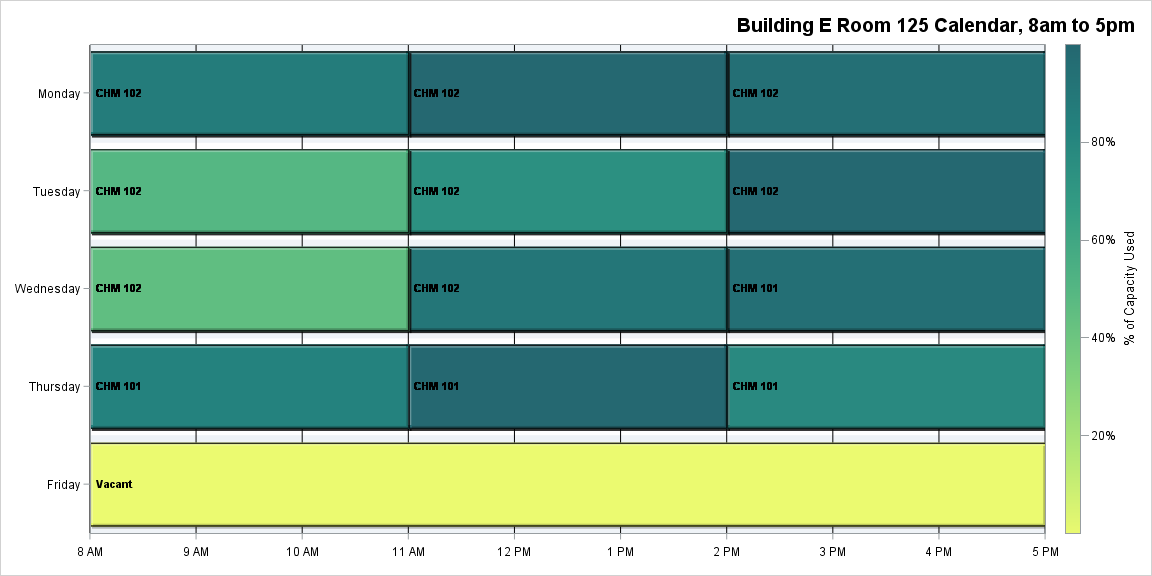 Building E Room 125 Calendar, 8am to 5pm
Monday
CHM 102
CHM 102
CHM 102
Tuesday
CHM 102
CHM 102
CHM 102
Wednesday
CHM 102
CHM 102
CHM 101
Thursday
CHM 101
CHM 101
CHM 101
Friday
Vacant
8 AM
9 AM
10 AM
11 AM
12 PM
1 PM
2 PM
3 PM
4 PM
5 PM
80%
60%
40%
20%
% of Capacity Used